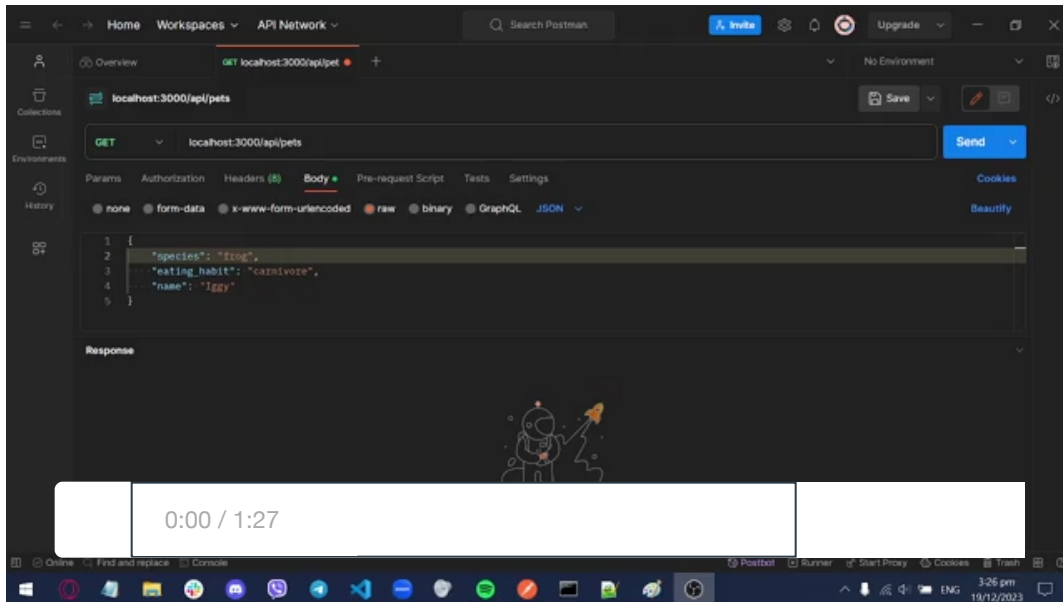 Home Workspaces API Network Search Postman Invite Upgrade
Overview GET localhost:3000/api/pet + No Environment
localhost:3000/api/pets Save
Collections
GET localhost:3000/api/pets Send
Environments
Params Authorization Headers (8) Body Pre-request Script Tests Settings Cookies
History
none form-data x-www-form-urlencoded raw binary GraphQL JSON Beautify
1 {
2 "species": "frog",
3 "eating_habit": "carnivore",
4 "name": "Iggy"
5 }
Response
0:00 / 1:27
Online Find and replace Console Postbot Runner Start Proxy Cookies Trash
ENG 3:26 pm
19/12/2023